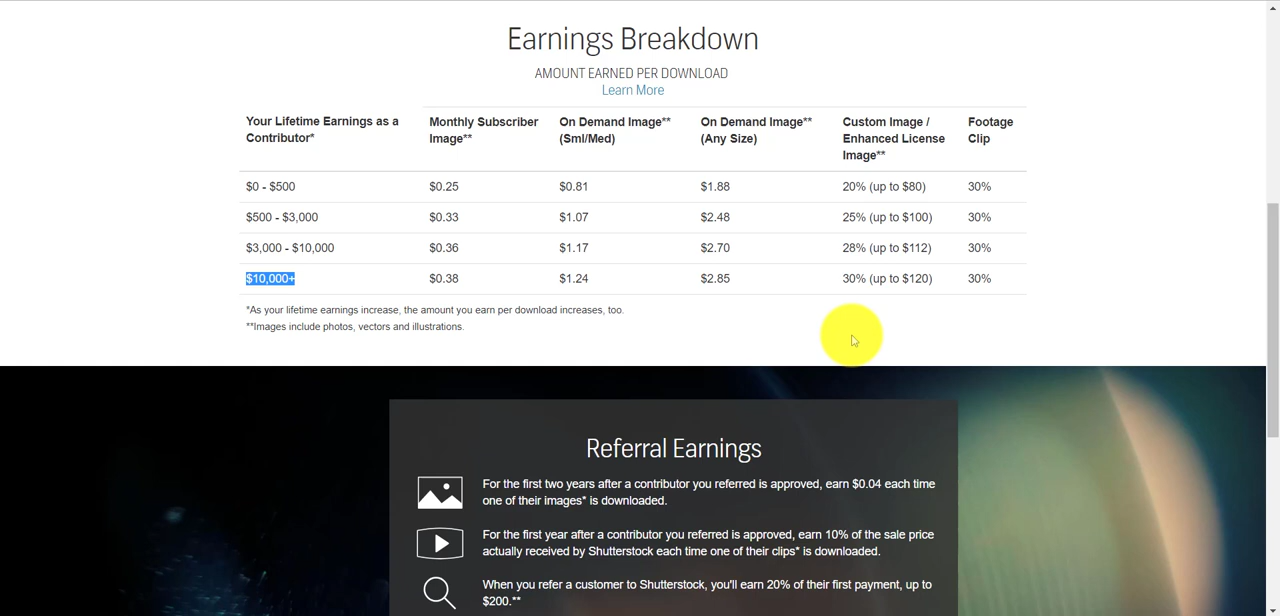 Earnings Breakdown
AMOUNT EARNED PER DOWNLOAD
Learn More
Your Lifetime Earnings as a Contributor* Monthly Subscriber Image** On Demand Image** (Sml/Med) On Demand Image** (Any Size) Custom Image / Enhanced License Image** Footage Clip
$0 - $500 $0.25 $0.81 $1.88 20% (up to $80) 30%
$500 - $3,000 $0.33 $1.07 $2.48 25% (up to $100) 30%
$3,000 - $10,000 $0.36 $1.17 $2.70 28% (up to $112) 30%
$10,000+ $0.38 $1.24 $2.85 30% (up to $120) 30%
*As your lifetime earnings increase, the amount you earn per download increases, too.
**Images include photos, vectors and illustrations.
Referral Earnings
For the first two years after a contributor you referred is approved, earn $0.04 each time
one of their images* is downloaded.
For the first year after a contributor you referred is approved, earn 10% of the sale price
actually received by Shutterstock each time one of their clips* is downloaded.
When you refer a customer to Shutterstock, you'll earn 20% of their first payment, up to
$200.**